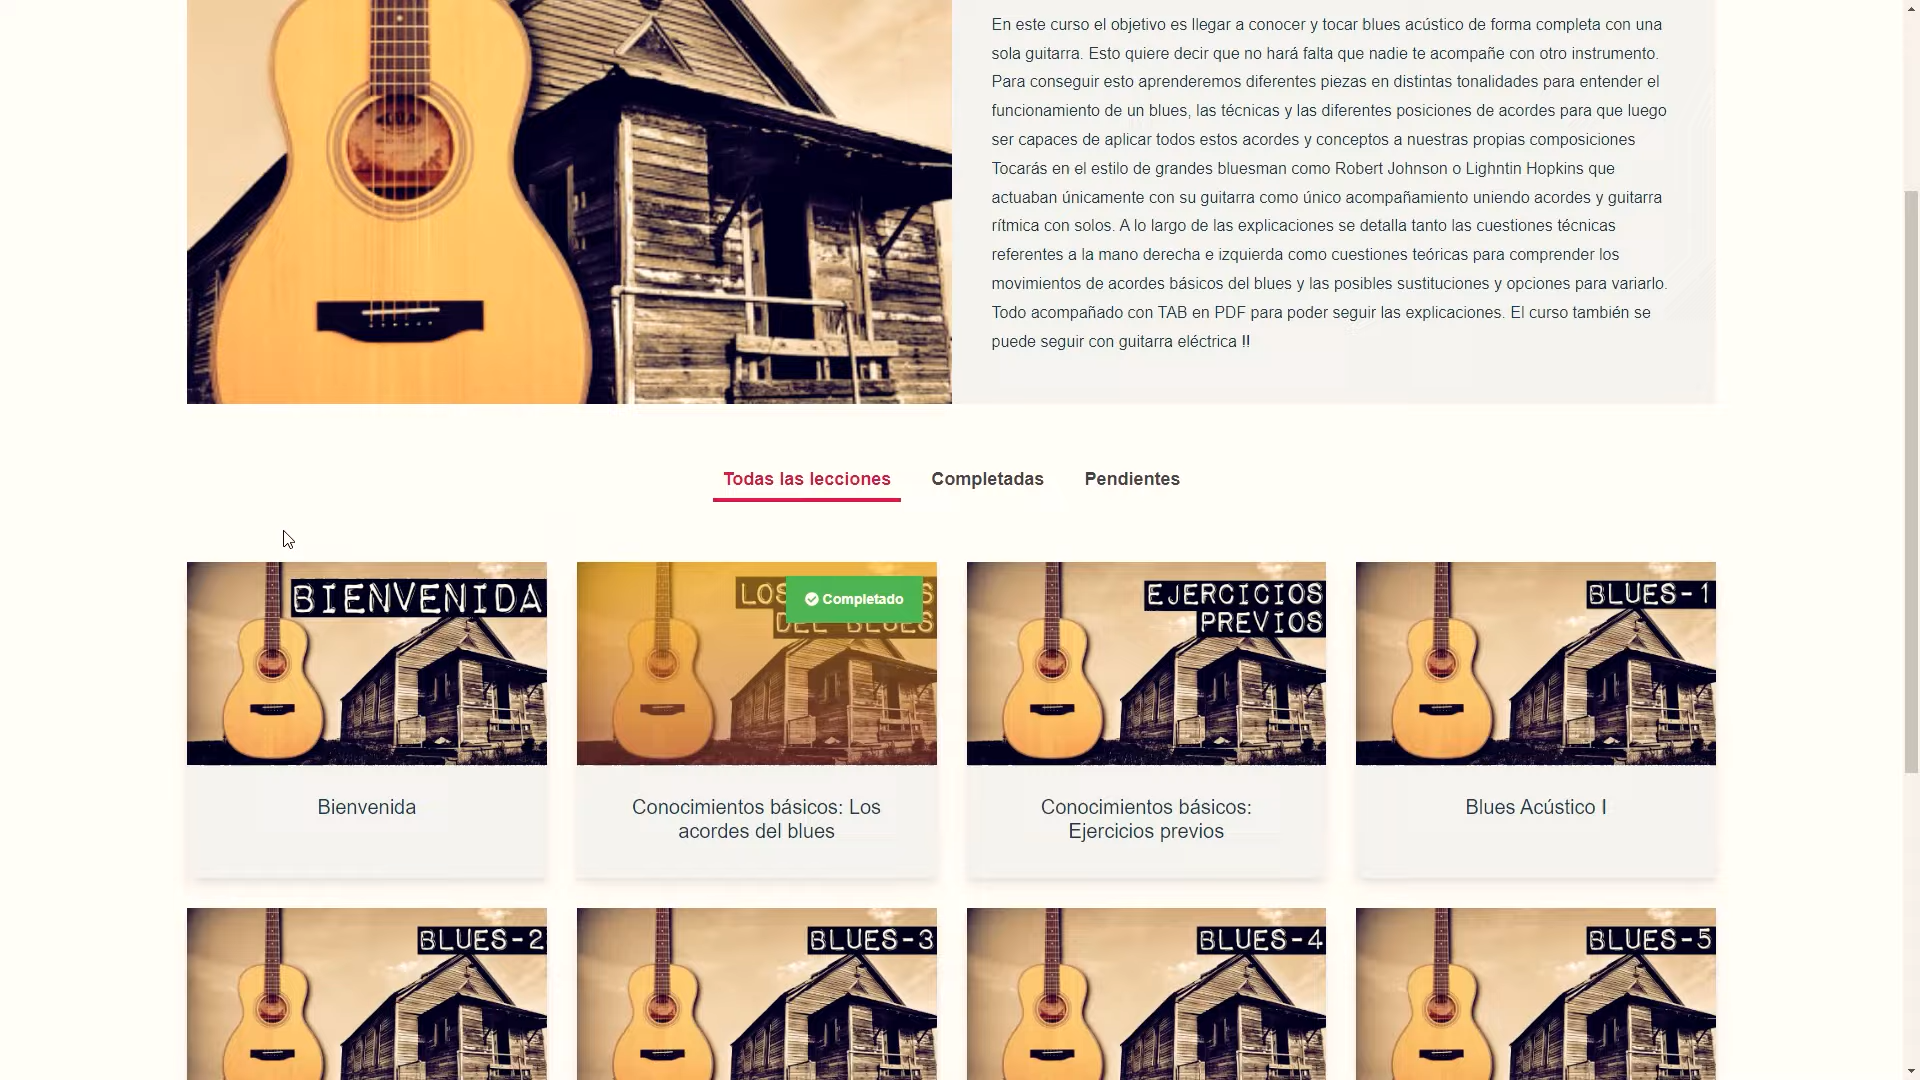 En este curso el objetivo es llegar a conocer y tocar blues acústico de forma completa con una
sola guitarra. Esto quiere decir que no hará falta que nadie te acompañe con otro instrumento.
Para conseguir esto aprenderemos diferentes piezas en distintas tonalidades para entender el
funcionamiento de un blues, las técnicas y las diferentes posiciones de acordes para que luego
ser capaces de aplicar todos estos acordes y conceptos a nuestras propias composiciones
Tocarás en el estilo de grandes bluesman como Robert Johnson o Lighntin Hopkins que
actuaban únicamente con su guitarra como único acompañamiento uniendo acordes y guitarra
rítmica con solos. A lo largo de las explicaciones se detalla tanto las cuestiones técnicas
referentes a la mano derecha e izquierda como cuestiones teóricas para comprender los
movimientos de acordes básicos del blues y las posibles sustituciones y opciones para variarlo.
Todo acompañado con TAB en PDF para poder seguir las explicaciones. El curso también se
puede seguir con guitarra eléctrica !!
Todas las lecciones Completadas Pendientes
BIENVENIDA
LOS
Completado
DEL BLUES
EJERCICIOS
PREVIOS
BLUES-1
Bienvenida
Conocimientos básicos: Los
acordes del blues
Conocimientos básicos:
Ejercicios previos
Blues Acústico I
BLUES-2
BLUES-3
BLUES-4
BLUES-5